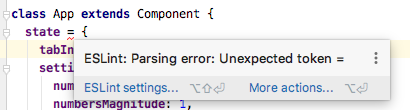 class App extends Component {
state = {
tabIn
ESLint: Parsing error: Unexpected token =
setti
num
ESLint settings... ⌥⇧⏎ More actions... ⌥⏎
numbersMagnitude: 1,